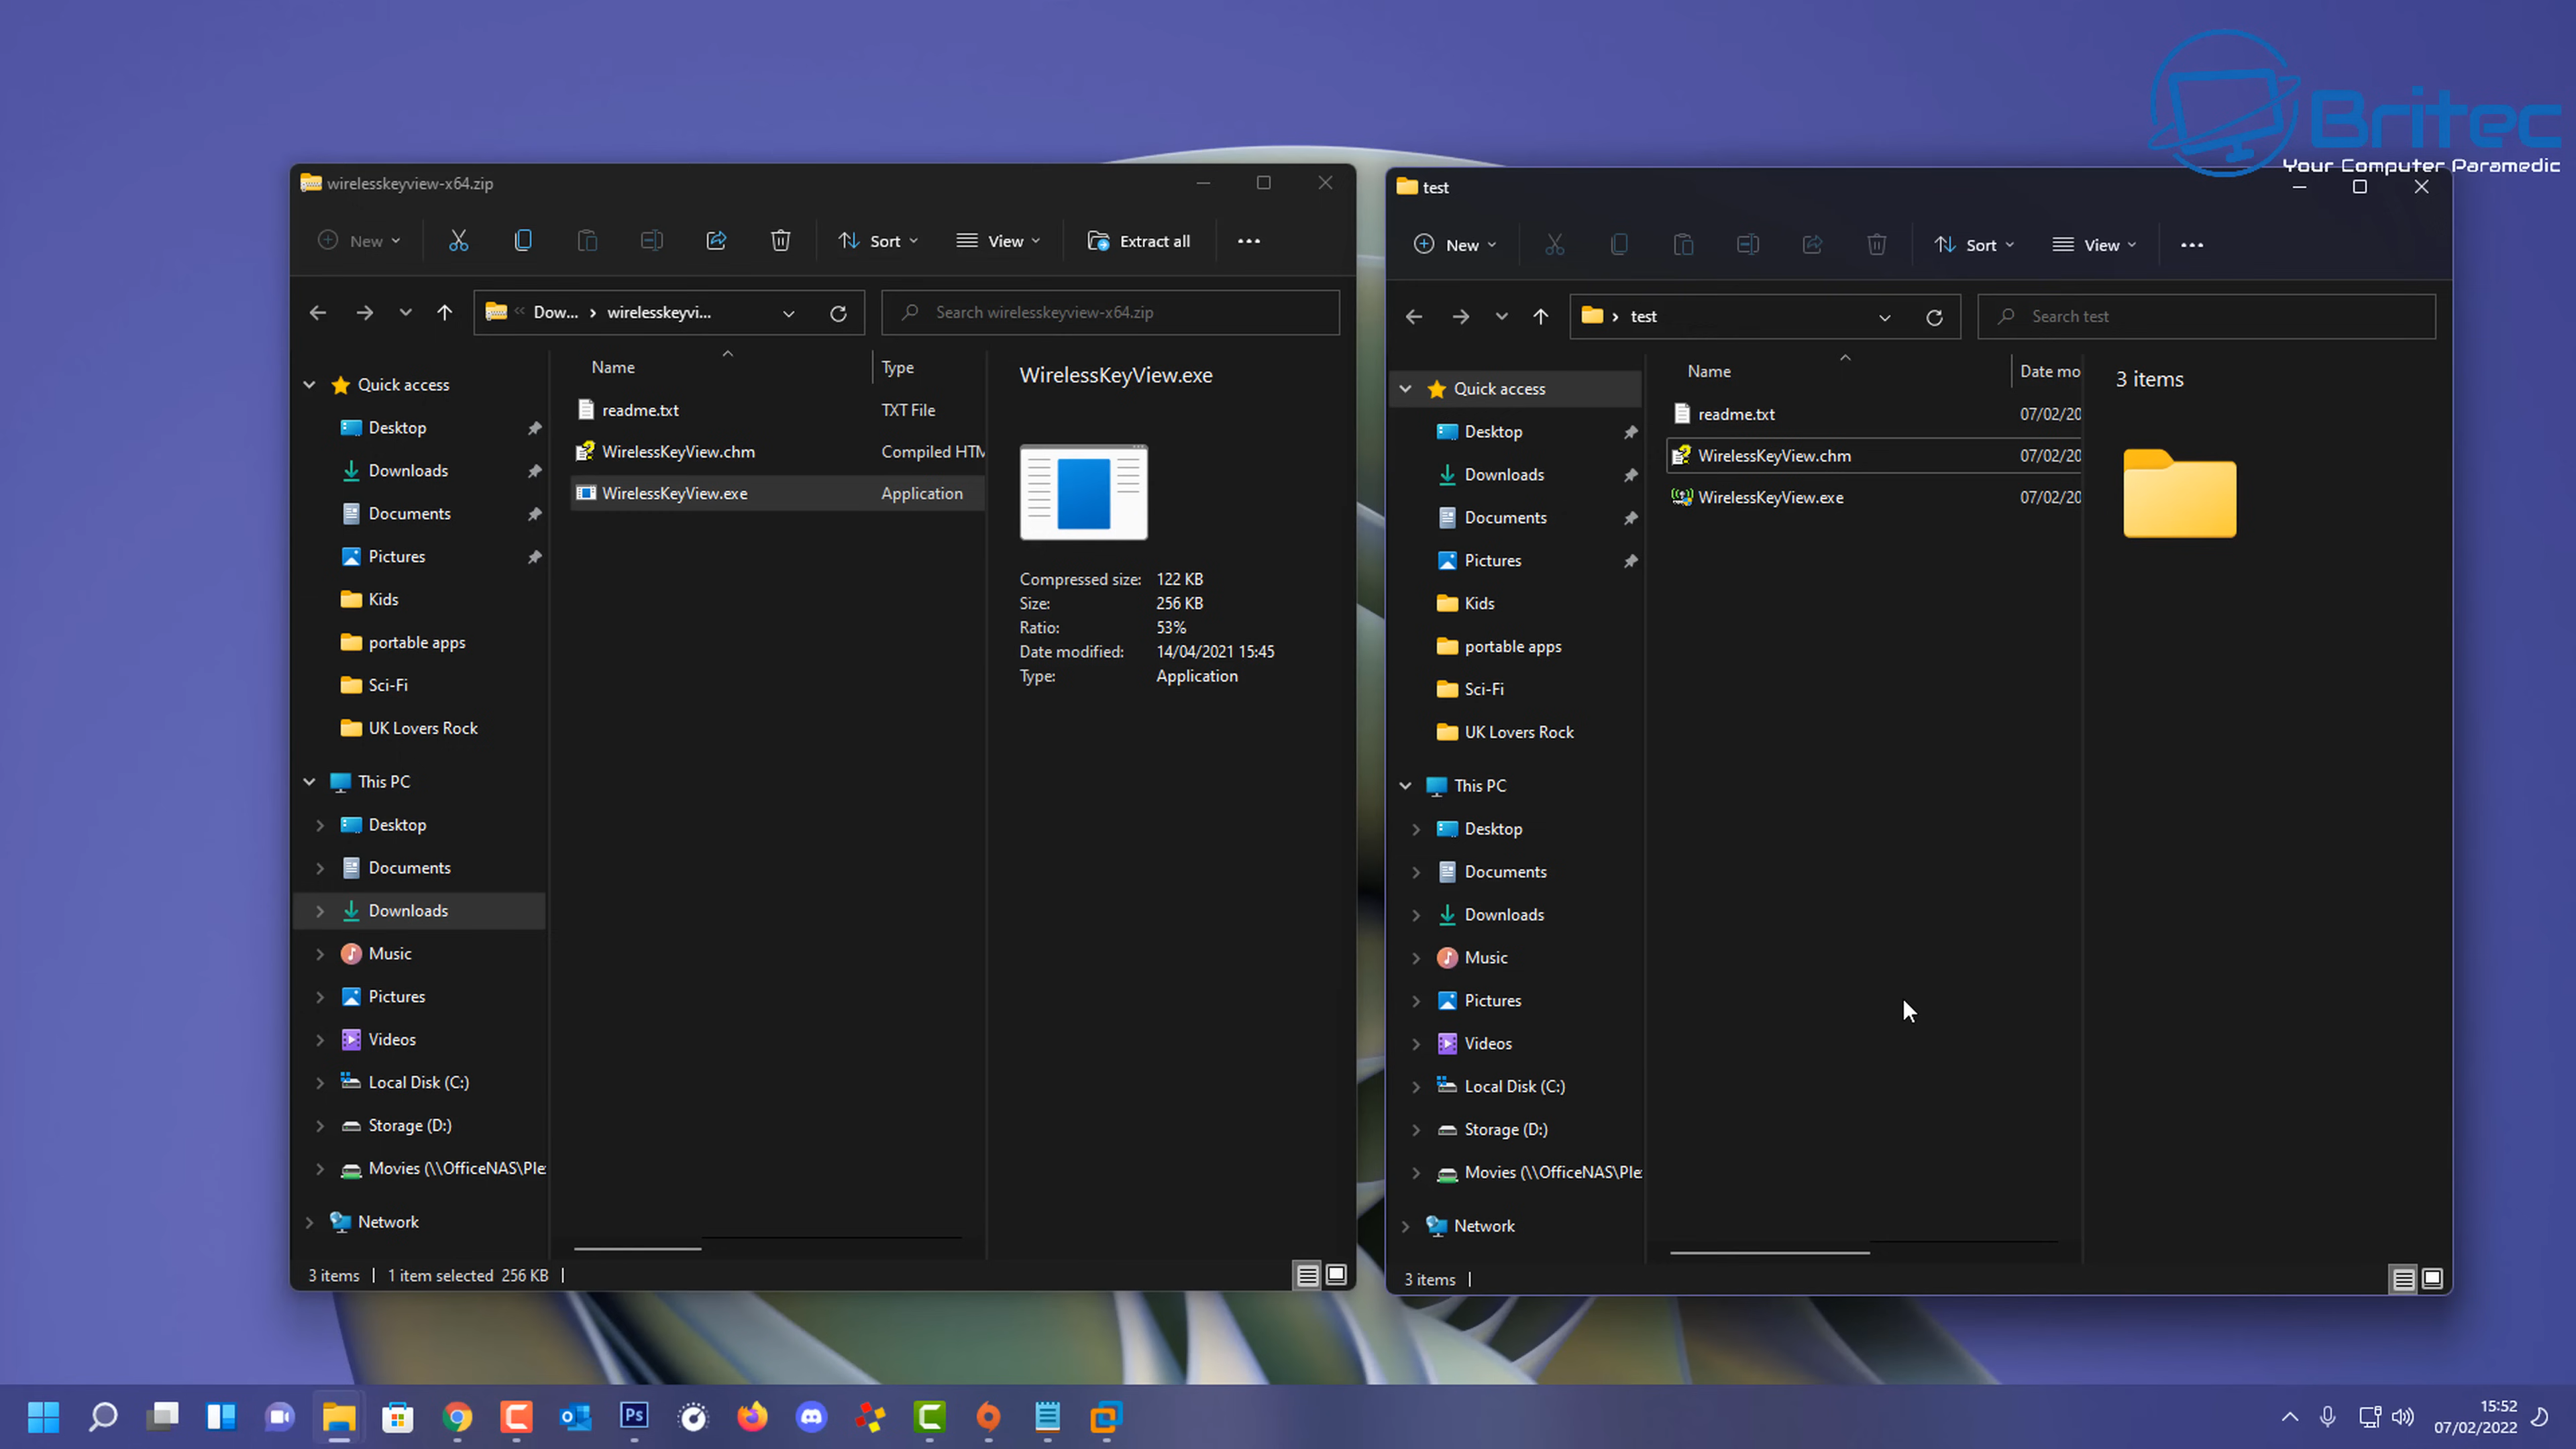 Britec
Your Computer Paramedic
wirelesskeyview-x64.zip
New
Sort
View
Extract all
Dow... > wirelesskeyvi...
Search wirelesskeyview-x64.zip
Quick access
Desktop
Downloads
Documents
Pictures
Kids
portable apps
Sci-Fi
UK Lovers Rock
This PC
Desktop
Documents
Downloads
Music
Pictures
Videos
Local Disk (C:)
Storage (D:)
Movies (\\OfficeNAS\Ple
Network
Name Type
readme.txt TXT File
WirelessKeyView.chm Compiled HTM
WirelessKeyView.exe Application
WirelessKeyView.exe
Compressed size: 122 KB
Size: 256 KB
Ratio: 53%
Date modified: 14/04/2021 15:45
Type: Application
3 items 1 item selected 256 KB
test
New
Sort
View
test
Search test
Quick access
Desktop
Downloads
Documents
Pictures
Kids
portable apps
Sci-Fi
UK Lovers Rock
This PC
Desktop
Documents
Downloads
Music
Pictures
Videos
Local Disk (C:)
Storage (D:)
Movies (\\OfficeNAS\Ple
Network
Name Date mo
readme.txt 07/02/20
WirelessKeyView.chm 07/02/20
WirelessKeyView.exe 07/02/20
3 items
3 items
Ps
15:52
07/02/2022